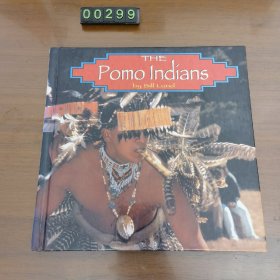 00299
THE
Pomo Indians
by Bill Lund